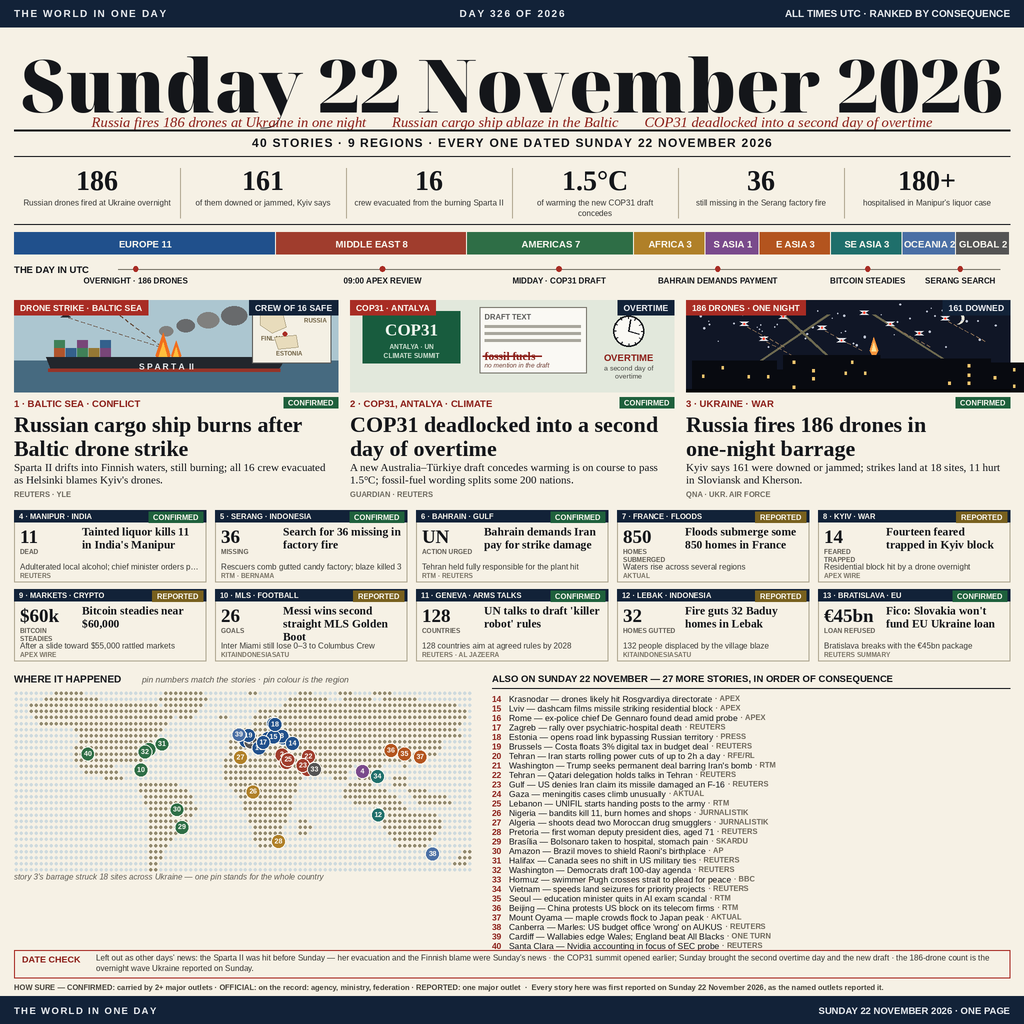 THE WORLD IN ONE DAY
DAY 326 OF 2026
ALL TIMES UTC · RANKED BY CONSEQUENCE
Sunday 22 November 2026
Russia fires 186 drones at Ukraine in one night
Russian cargo ship ablaze in the Baltic
COP31 deadlocked into a second day of overtime
40 STORIES · 9 REGIONS · EVERY ONE DATED SUNDAY 22 NOVEMBER 2026
186
Russian drones fired at Ukraine overnight
161
of them downed or jammed, Kyiv says
16
crew evacuated from the burning Sparta II
1.5°C
of warming the new COP31 draft
concedes
36
still missing in the Serang factory fire
180+
hospitalised in Manipur's liquor case
EUROPE 11
MIDDLE EAST 8
AMERICAS 7
AFRICA 3
S ASIA 1
E ASIA 3
SE ASIA 3
OCEANIA 2
GLOBAL 2
THE DAY IN UTC
OVERNIGHT · 186 DRONES
09:00 APEX REVIEW
MIDDAY · COP31 DRAFT
BAHRAIN DEMANDS PAYMENT
BITCOIN STEADIES
SERANG SEARCH
DRONE STRIKE · BALTIC SEA
CREW OF 16 SAFE
RUSSIA
ESTONIA
SPARTA II
1 · BALTIC SEA · CONFLICT
CONFIRMED
Russian cargo ship burns after
Baltic drone strike
Sparta II drifts into Finnish waters, still burning; all 16 crew evacuated
as Helsinki blames Kyiv's drones.
REUTERS · YLE
COP31 · ANTALYA
OVERTIME
COP31
ANTALYA · UN
CLIMATE SUMMIT
DRAFT TEXT
fossil fuels
no mention in the draft
OVERTIME
a second day of
overtime
2 · COP31, ANTALYA · CLIMATE
CONFIRMED
COP31 deadlocked into a second
day of overtime
A new Australia–Türkiye draft concedes warming is on course to pass
1.5°C; fossil-fuel wording splits some 200 nations.
GUARDIAN · REUTERS
186 DRONES · ONE NIGHT
161 DOWNED
3 · UKRAINE · WAR
CONFIRMED
Russia fires 186 drones in
one-night barrage
Kyiv says 161 were downed or jammed; strikes land at 18 sites, 11 hurt
in Sloviansk and Kherson.
QNA · UKR. AIR FORCE
4 · MANIPUR · INDIA
CONFIRMED
11
DEAD
Tainted liquor kills 11
in India's Manipur
Adulterated local alcohol; chief minister orders p...
REUTERS
5 · SERANG · INDONESIA
CONFIRMED
36
MISSING
Search for 36 missing in
factory fire
Rescuers comb gutted candy factory; blaze killed 3
RTM · BERNAMA
6 · BAHRAIN · GULF
CONFIRMED
UN
ACTION URGED
Bahrain demands Iran
pay for strike damage
Tehran held fully responsible for the plant hit
RTM · REUTERS
7 · FRANCE · FLOODS
REPORTED
850
HOMES
SUBMERGED
Floods submerge some
850 homes in France
Waters rise across several regions
AKTUAL
8 · KYIV · WAR
REPORTED
14
FEARED
TRAPPED
Fourteen feared
trapped in Kyiv block
Residential block hit by a drone overnight
APEX WIRE
9 · MARKETS · CRYPTO
REPORTED
$60k
BITCOIN
STEADIES
Bitcoin steadies near
$60,000
After a slide toward $55,000 rattled markets
APEX WIRE
10 · MLS · FOOTBALL
REPORTED
26
GOALS
Messi wins second
straight MLS Golden
Boot
Inter Miami still lose 0–3 to Columbus Crew
KITAINDONESIASATU
11 · GENEVA · ARMS TALKS
CONFIRMED
128
COUNTRIES
UN talks to draft 'killer
robot' rules
128 countries aim at agreed rules by 2028
REUTERS · AL JAZEERA
12 · LEBAK · INDONESIA
REPORTED
32
HOMES GUTTED
Fire guts 32 Baduy
homes in Lebak
132 people displaced by the village blaze
KITAINDONESIASATU
13 · BRATISLAVA · EU
CONFIRMED
€45bn
LOAN REFUSED
Fico: Slovakia won't
fund EU Ukraine loan
Bratislava breaks with the €45bn package
REUTERS SUMMARY
WHERE IT HAPPENED
pin numbers match the stories · pin colour is the region
40
31
32
10
30
29
18
39
19
15
17
14
27
25
22
23
33
26
28
4
34
12
36
35
37
38
story 3's barrage struck 18 sites across Ukraine — one pin stands for the whole country
ALSO ON SUNDAY 22 NOVEMBER — 27 MORE STORIES, IN ORDER OF CONSEQUENCE
14 Krasnodar — drones likely hit Rosgvardiya directorate · APEX
15 Lviv — dashcam films missile striking residential block · APEX
16 Rome — ex-police chief De Gennaro found dead amid probe · APEX
17 Zagreb — rally over psychiatric-hospital death · REUTERS
18 Estonia — opens road link bypassing Russian territory · PRESS
19 Brussels — Costa floats 3% digital tax in budget deal · REUTERS
20 Tehran — Iran starts rolling power cuts of up to 2h a day · RFE/RL
21 Washington — Trump seeks permanent deal barring Iran's bomb · RTM
22 Tehran — Qatari delegation holds talks in Tehran · REUTERS
23 Gulf — US denies Iran claim its missile damaged an F-16 · REUTERS
24 Gaza — meningitis cases climb unusually · AKTUAL
25 Lebanon — UNIFIL starts handing posts to the army · RTM
26 Nigeria — bandits kill 11, burn homes and shops · JURNALISTIK
27 Algeria — shoots dead two Moroccan drug smugglers · JURNALISTIK
28 Pretoria — first woman deputy president dies, aged 71 · REUTERS
29 Brasília — Bolsonaro taken to hospital, stomach pain · SKARDU
30 Amazon — Brazil moves to shield Raoni's birthplace · AP
31 Halifax — Canada sees no shift in US military ties · REUTERS
32 Washington — Democrats draft 100-day agenda · REUTERS
33 Hormuz — swimmer Pugh crosses strait to plead for peace · BBC
34 Vietnam — speeds land seizures for priority projects · REUTERS
35 Seoul — education minister quits in AI exam scandal · RTM
36 Beijing — China protests US block on its telecom firms · RTM
37 Mount Oyama — maple crowds flock to Japan peak · AKTUAL
38 Canberra — Marles: US budget office 'wrong' on AUKUS · REUTERS
39 Cardiff — Wallabies edge Wales; England beat All Blacks · ONE TURN
40 Santa Clara — Nvidia accounting in focus of SEC probe · REUTERS
DATE CHECK
Left out as other days' news: the Sparta II was hit before Sunday — her evacuation and the Finnish blame were Sunday's news · the COP31 summit opened earlier; Sunday brought the second overtime day and the new draft · the 186-drone count is the
overnight wave Ukraine reported on Sunday.
HOW SURE — CONFIRMED: carried by 2+ major outlets · OFFICIAL: on the record: agency, ministry, federation · REPORTED: one major outlet · Every story here was first reported on Sunday 22 November 2026, as the named outlets reported it.
THE WORLD IN ONE DAY
SUNDAY 22 NOVEMBER 2026 · ONE PAGE